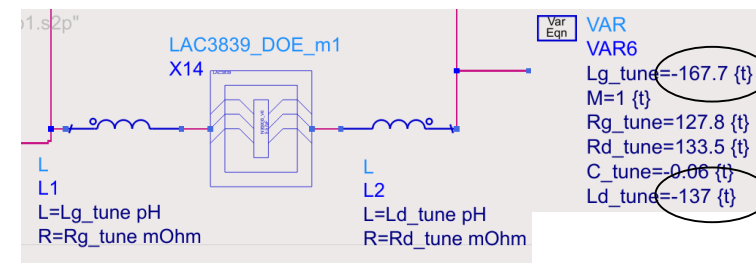 p1.s2p"
LAC3839_DOE_m1
X14
LAC3839
L
L1
L=Lg_tune pH
R=Rg_tune mOhm
L
L2
L=Ld_tune pH
R=Rd_tune mOhm
Var
Eqn
VAR
VAR6
Lg_tune=-167.7 {t}
M=1 {t}
Rg_tune=127.8 {t}
Rd_tune=133.5 {t}
C_tune=-0.06 {t}
Ld_tune=-137 {t}